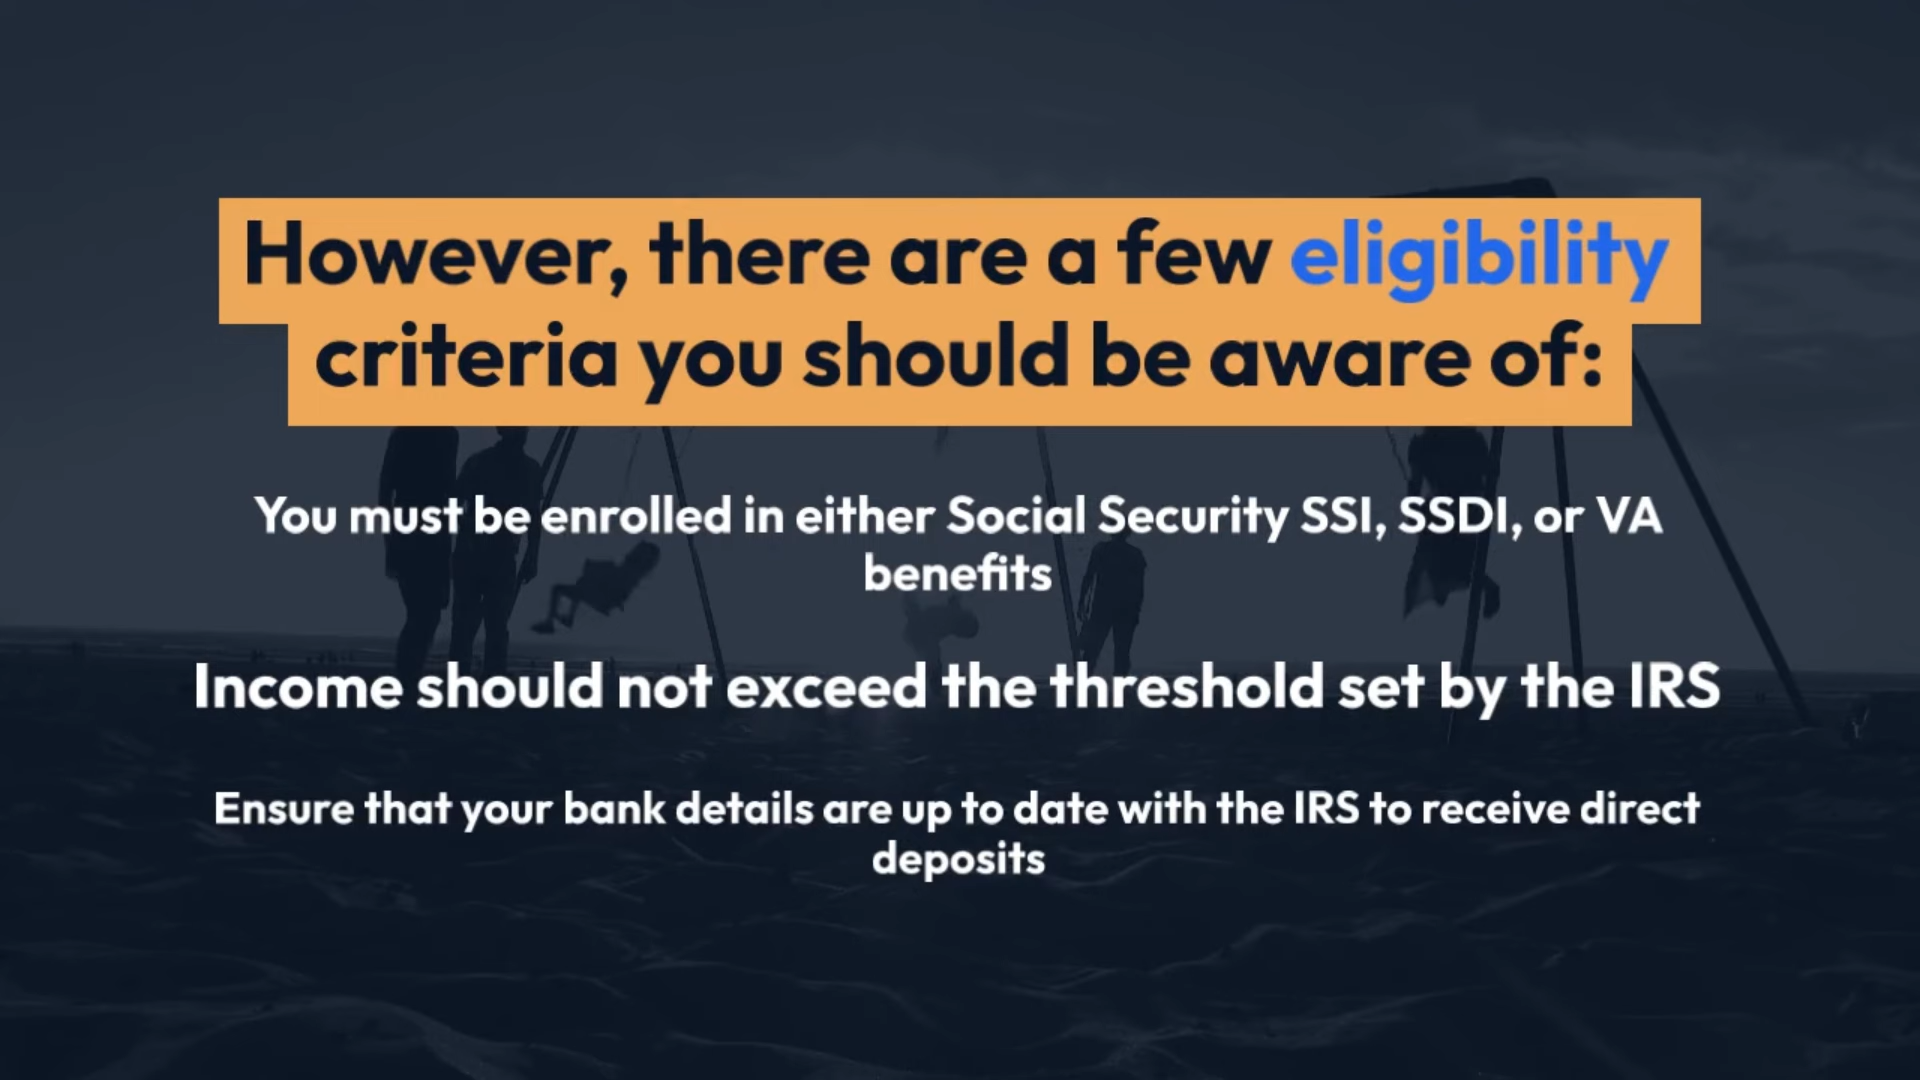 However, there are a few eligibility
criteria you should be aware of:
You must be enrolled in either Social Security SSI, SSDI, or VA
benefits
Income should not exceed the threshold set by the IRS
Ensure that your bank details are up to date with the IRS to receive direct
deposits